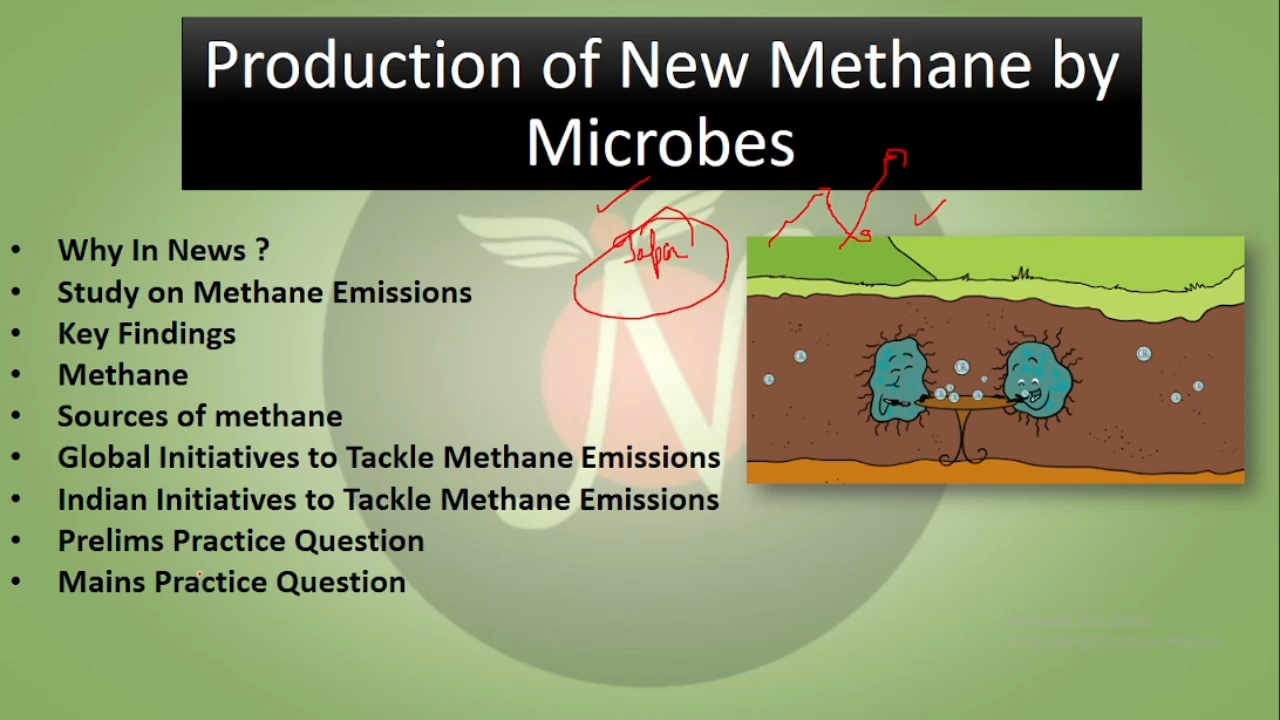 Production of New Methane by
Microbes
• Why In News ?
• Study on Methane Emissions
• Key Findings
• Methane
• Sources of methane
• Global Initiatives to Tackle Methane Emissions
• Indian Initiatives to Tackle Methane Emissions
• Prelims Practice Question
• Mains Practice Question